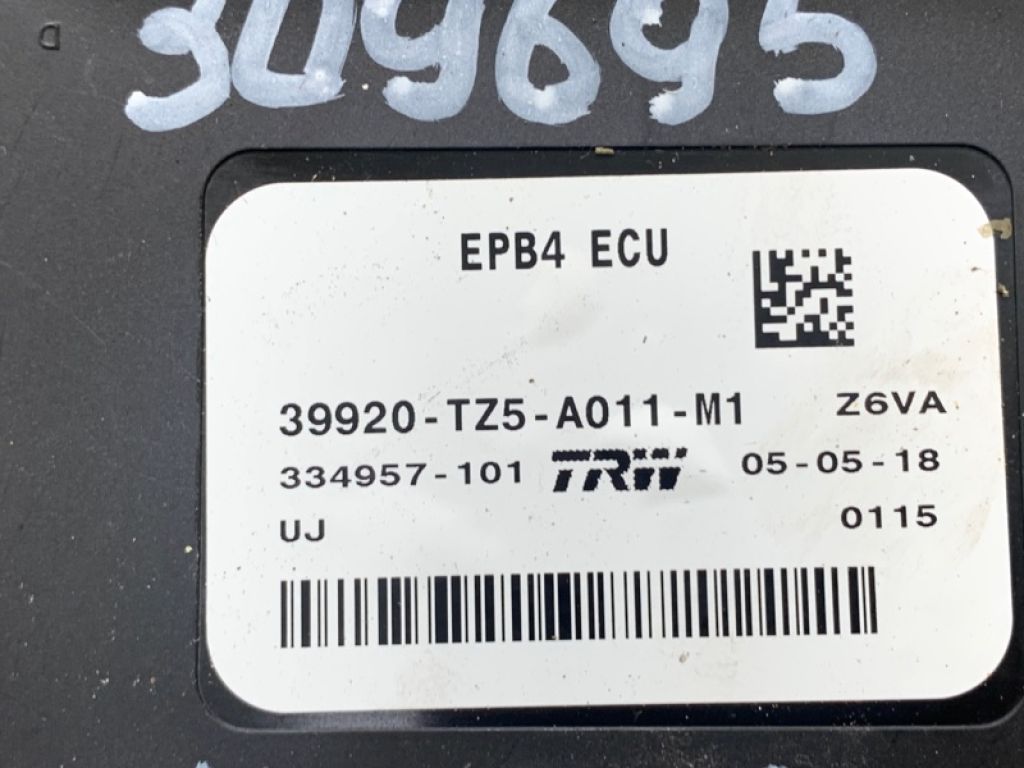 309695
EPB4 ECU
39920-TZ5-A011-M1 Z6VA
334957-101 TRW 05-05-18
UJ 0115